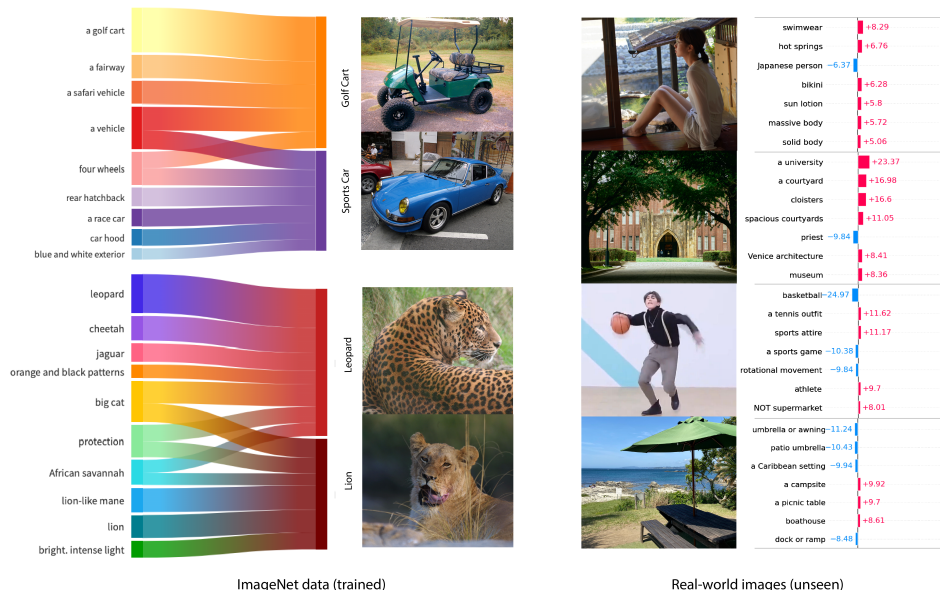 a golf cart
a fairway
a safari vehicle
a vehicle
four wheels
rear hatchback
a race car
car hood
blue and white exterior
Golf Cart
Sports Car
leopard
cheetah
jaguar
orange and black patterns
big cat
protection
African savannah
lion-like mane
lion
bright. intense light
Leopard
Lion
ImageNet data (trained)
swimwear +8.29
hot springs +6.76
Japanese person −6.37
bikini +6.28
sun lotion +5.8
massive body +5.72
solid body +5.06
a university +23.37
a courtyard +16.98
cloisters +16.6
spacious courtyards +11.05
priest −9.84
Venice architecture +8.41
museum +8.36
basketball −24.97
a tennis outfit +11.62
sports attire +11.17
a sports game −10.38
rotational movement −9.84
athlete +9.7
NOT supermarket +8.01
umbrella or awning −11.24
patio umbrella −10.43
a Caribbean setting −9.94
a campsite +9.92
a picnic table +9.7
boathouse +8.61
dock or ramp −8.48
Real-world images (unseen)